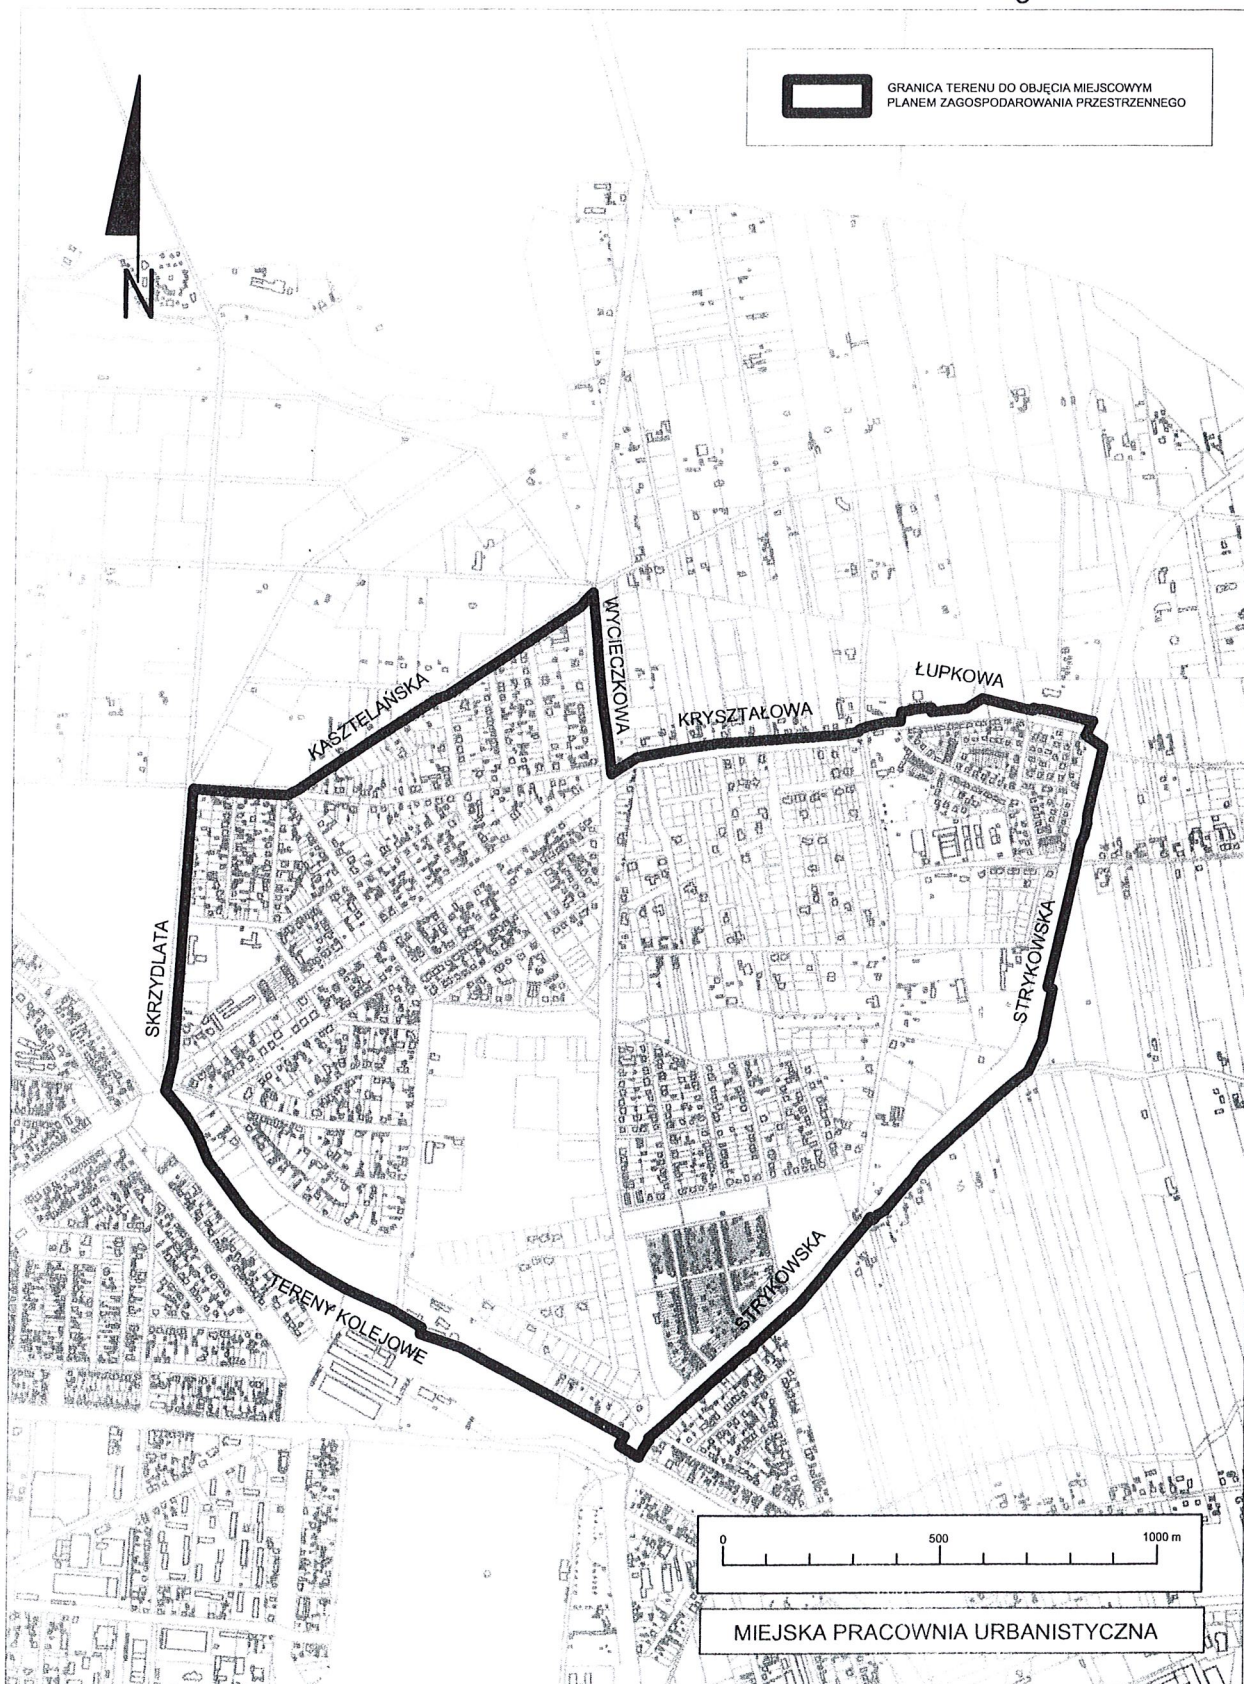 GRANICA TERENU DO OBJĘCIA MIEJSCOWYM
PLANEM ZAGOSPODAROWANIA PRZESTRZENNEGO
N
WYCIECZKOWA
ŁUPKOWA
KASZTELAŃSKA
KRYSZTAŁOWA
SKRZYDLATA
STRYKOWSKA
STRYKOWSKA
TERENY KOLEJOWE
0 500 1000 m
MIEJSKA PRACOWNIA URBANISTYCZNA